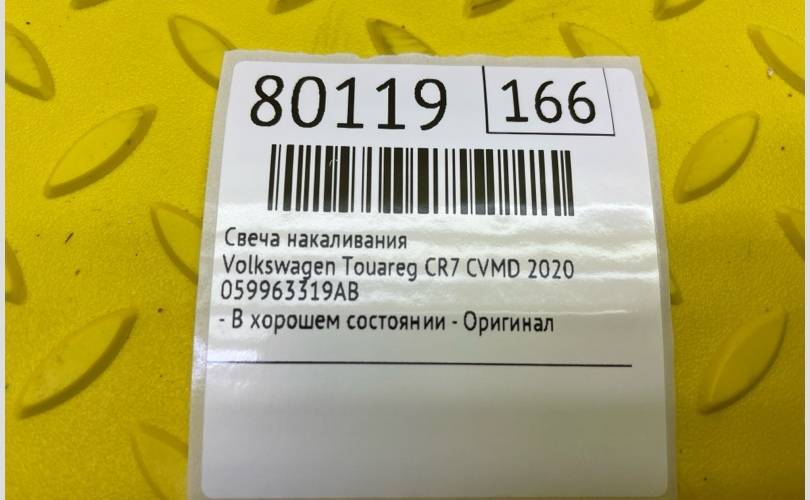 80119 166
Свеча накаливания
Volkswagen Touareg CR7 CVMD 2020
059963319AB
- В хорошем состоянии - Оригинал